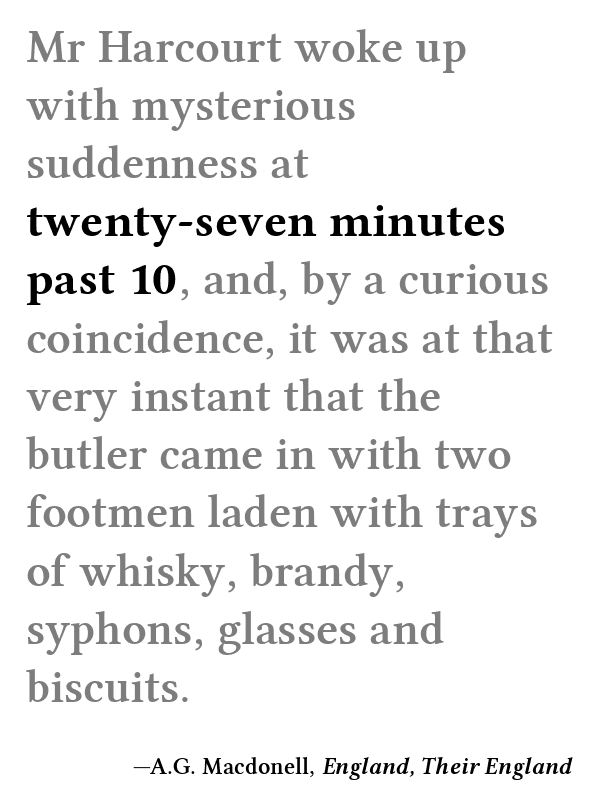 Mr Harcourt woke up
with mysterious
suddenness at
twenty-seven minutes
past 10, and, by a curious
coincidence, it was at that
very instant that the
butler came in with two
footmen laden with trays
of whisky, brandy,
syphons, glasses and
biscuits.
—A.G. Macdonell, England, Their England